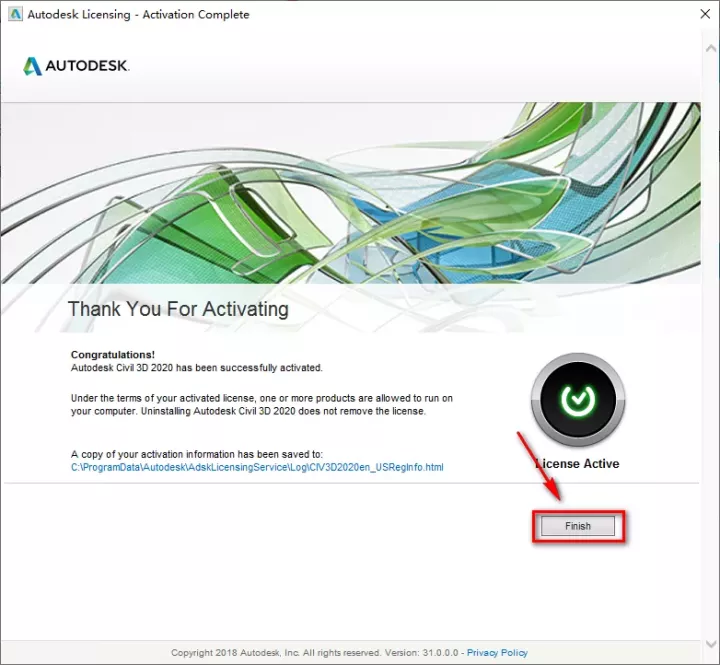 Autodesk Licensing - Activation Complete
AUTODESK.
Thank You For Activating
Congratulations!
Autodesk Civil 3D 2020 has been successfully activated.
Under the terms of your activated license, one or more products are allowed to run on
your computer. Uninstalling Autodesk Civil 3D 2020 does not remove the license.
A copy of your activation information has been saved to:
C:\ProgramData\Autodesk\AdskLicensingService\Log\CIV3D2020en_USRegInfo.html
License Active
Finish
Copyright 2018 Autodesk, Inc. All rights reserved. Version: 31.0.0.0 - Privacy Policy